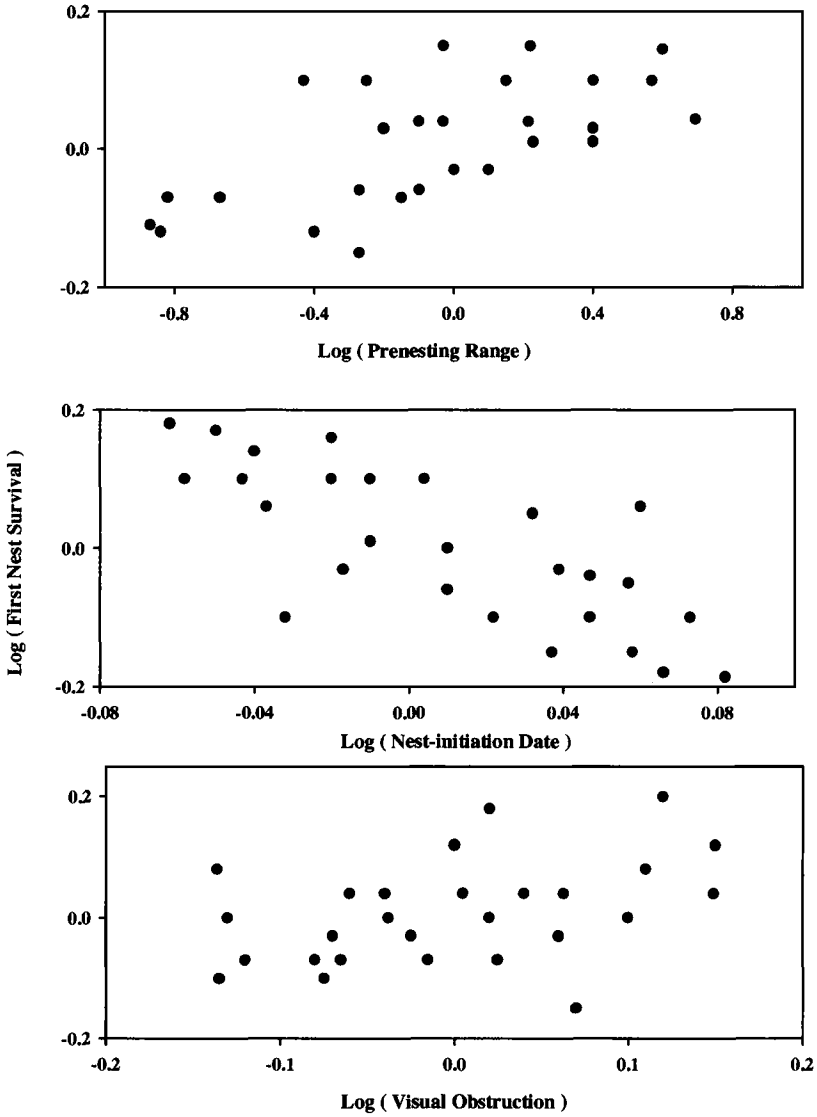 0.2
0.0
-0.2
-0.8 -0.4 0.0 0.4 0.8
Log ( Prenesting Range )
Log ( First Nest Survival )
0.2
0.0
-0.2
-0.08 -0.04 0.00 0.04 0.08
Log ( Nest-initiation Date )
0.2
0.0
-0.2
-0.2 -0.1 0.0 0.1 0.2
Log ( Visual Obstruction )